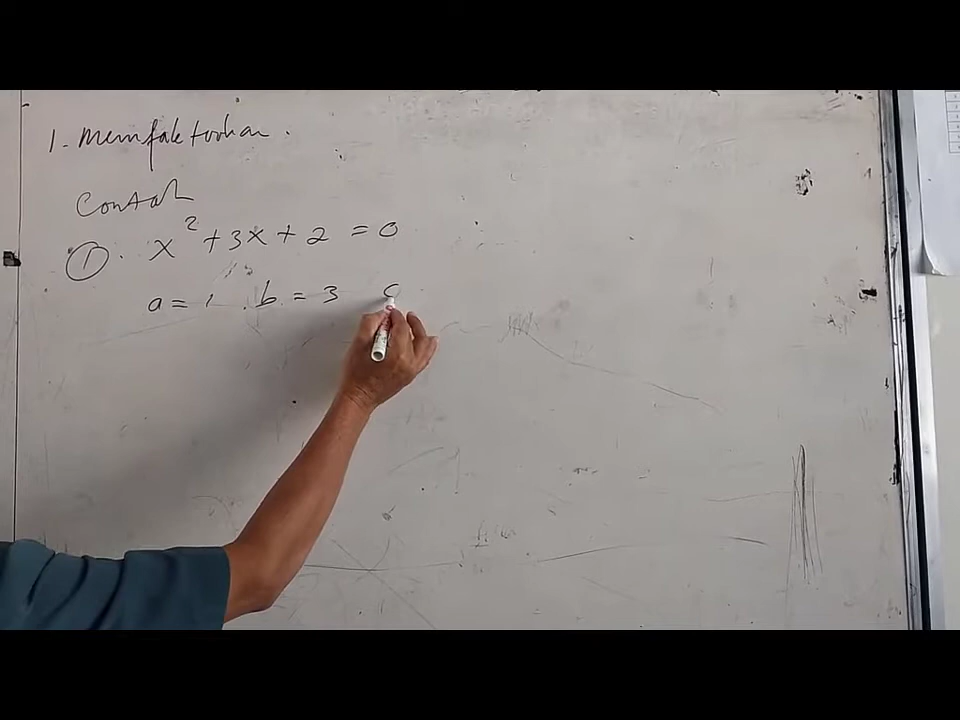 1. Memfaktorkan.
Contoh
①. x² + 3x + 2 = 0
a = 1 . b = 3 c